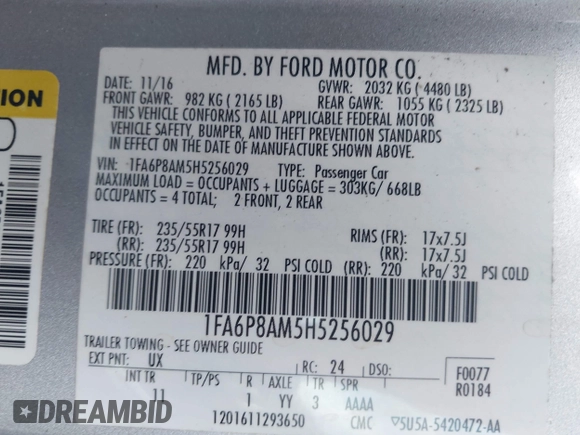 MFD. BY FORD MOTOR CO.
DATE: 11/16 GVWR: 2032 KG ( 4480 LB)
FRONT GAWR: 982 KG ( 2165 LB) REAR GAWR: 1055 KG ( 2325 LB)
THIS VEHICLE CONFORMS TO ALL APPLICABLE FEDERAL MOTOR
VEHICLE SAFETY, BUMPER, AND THEFT PREVENTION STANDARDS
IN EFFECT ON THE DATE OF MANUFACTURE SHOWN ABOVE.
VIN: 1FA6P8AM5H5256029 TYPE: Passenger Car
MAXIMUM LOAD = OCCUPANTS + LUGGAGE = 303KG/ 668LB
OCCUPANTS = 4 TOTAL; 2 FRONT, 2 REAR
TIRE (FR): 235/55R17 99H RIMS (FR): 17x7.5J
(RR): 235/55R17 99H (RR): 17x7.5J
PRESSURE (FR): 220 kPa/ 32 PSI COLD (RR): 220 kPa/ 32 PSI COLD
1FA6P8AM5H5256029
TRAILER TOWING - SEE OWNER GUIDE
EXT PNT: UX RC: 24 DSO: F0077
R0184
INT TR TP/PS R AXLE TR SPR
11 1 YY 3 AAAA
1201611293650 CMC 5U5A-5420472-AA
DREAMBID